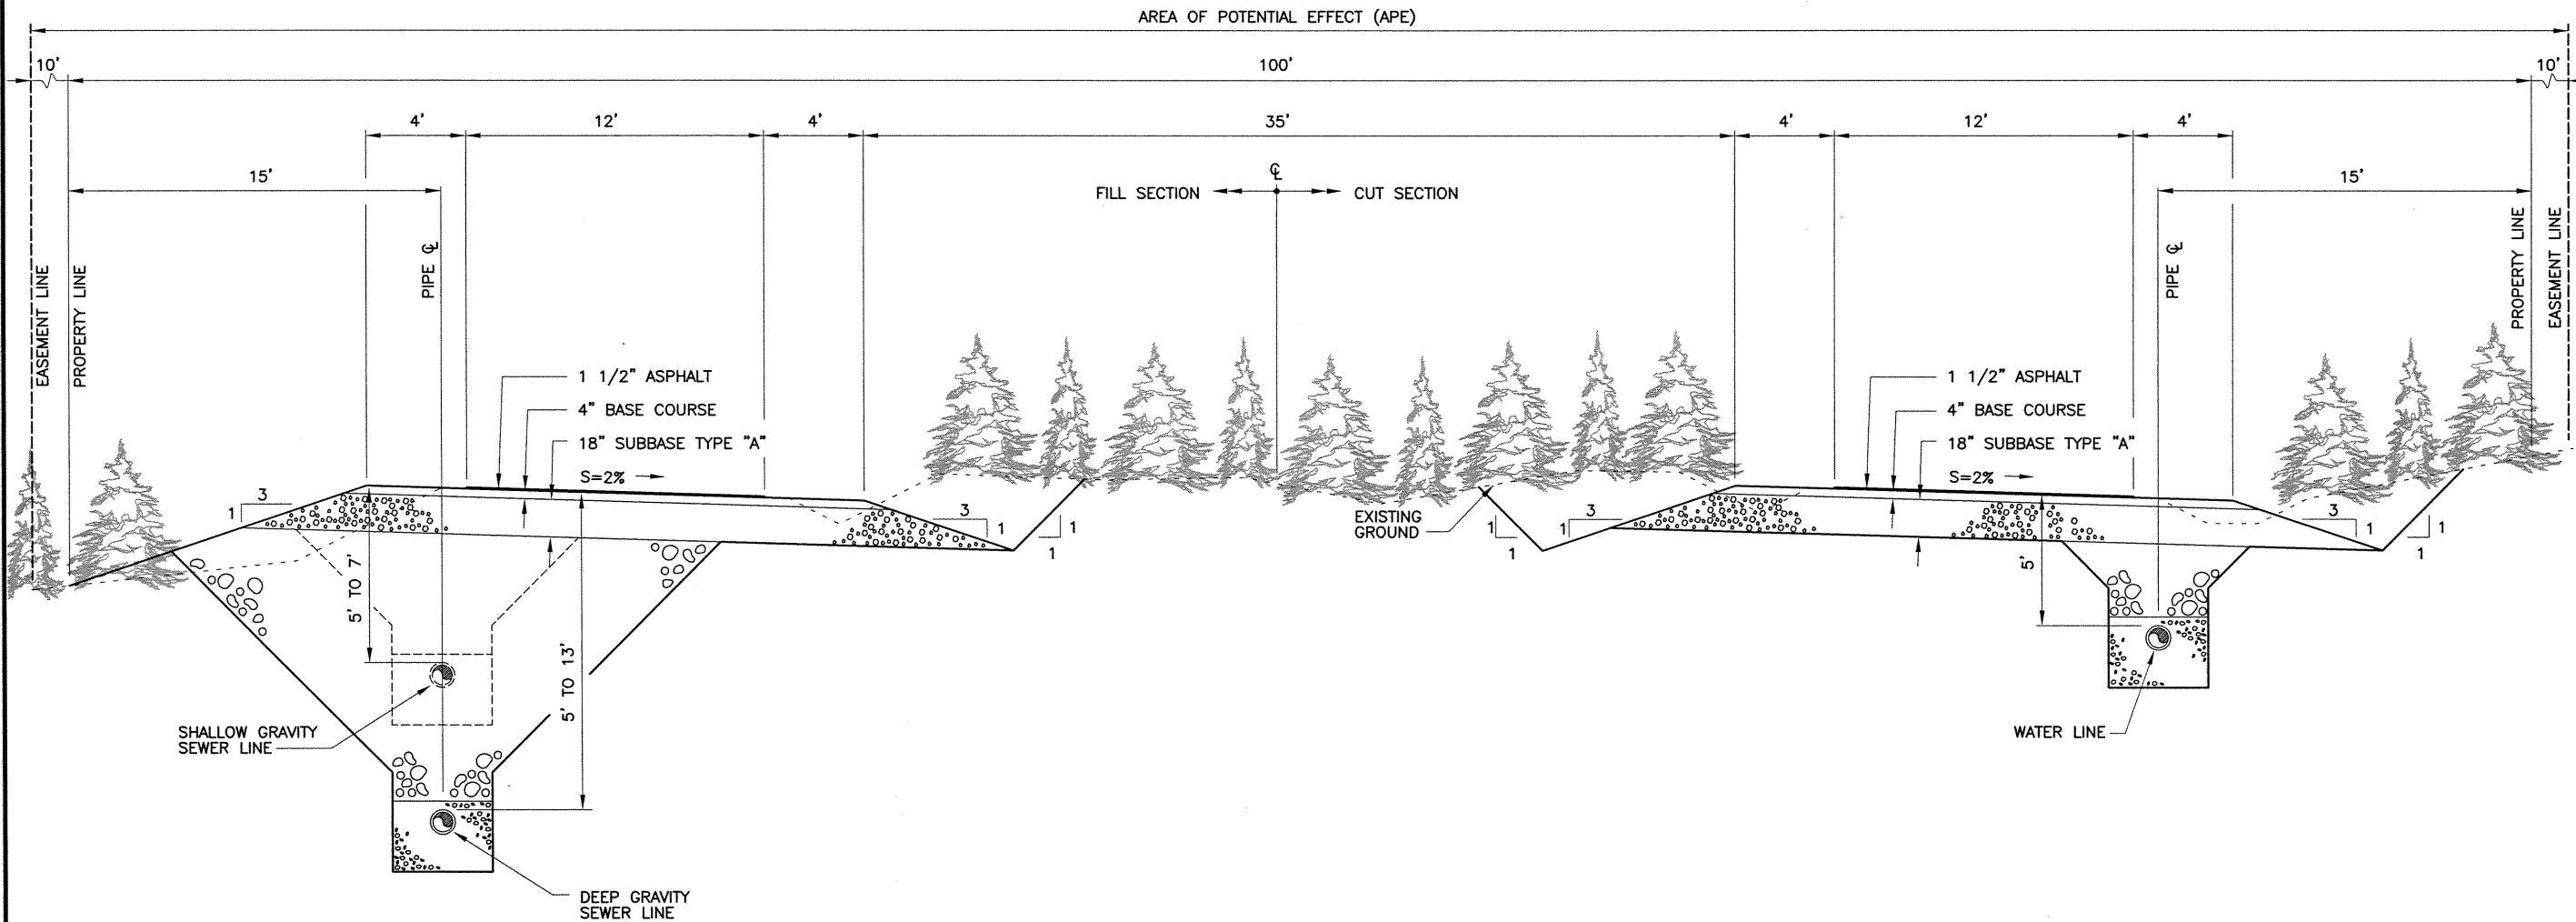 AREA OF POTENTIAL EFFECT (APE)
10'
100'
10'
4'
12'
4'
35'
4'
12'
4'
15'
FILL SECTION
℄
CUT SECTION
15'
EASEMENT LINE
PROPERTY LINE
PIPE ℄
PIPE ℄
PROPERTY LINE
EASEMENT LINE
1 1/2" ASPHALT
4" BASE COURSE
18" SUBBASE TYPE "A"
S=2%
1 1/2" ASPHALT
4" BASE COURSE
18" SUBBASE TYPE "A"
S=2%
3
1
3
1
1
1
EXISTING
GROUND
1
1
3
1
3
1
1
1
5' TO 7'
5' TO 13'
5'
SHALLOW GRAVITY
SEWER LINE
WATER LINE
DEEP GRAVITY
SEWER LINE